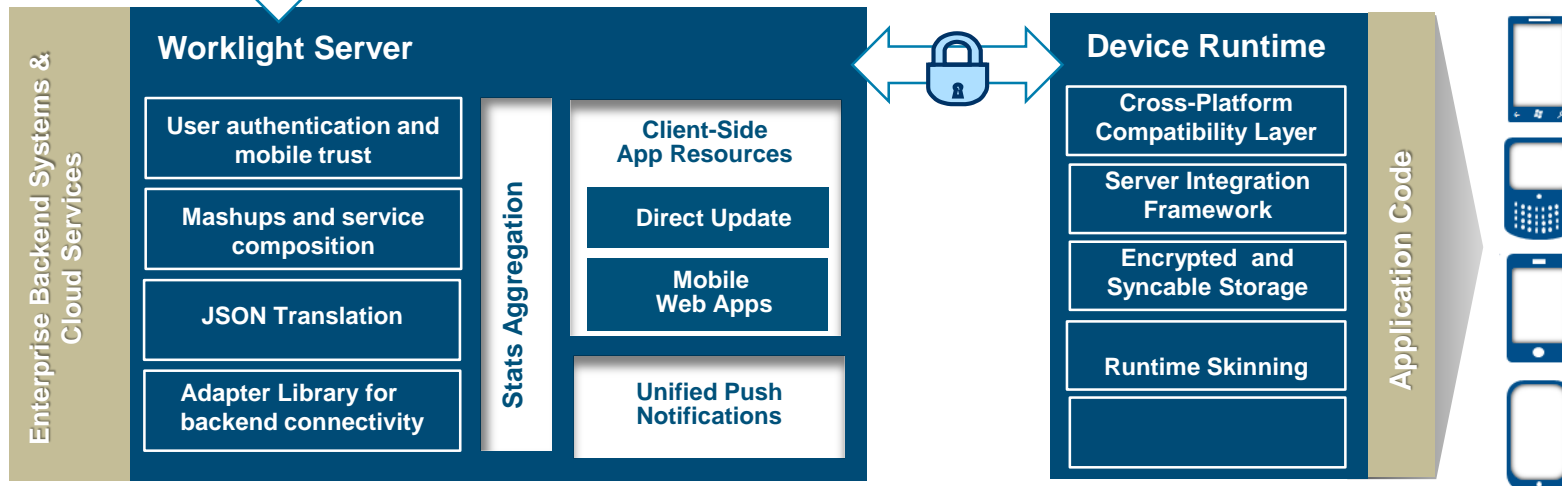 Enterprise Backend Systems &
Cloud Services
Worklight Server
User authentication and
mobile trust
Mashups and service
composition
JSON Translation
Adapter Library for
backend connectivity
Stats Aggregation
Client-Side
App Resources
Direct Update
Mobile
Web Apps
Unified Push
Notifications
Device Runtime
Cross-Platform
Compatibility Layer
Server Integration
Framework
Encrypted and
Syncable Storage
Runtime Skinning
Application Code